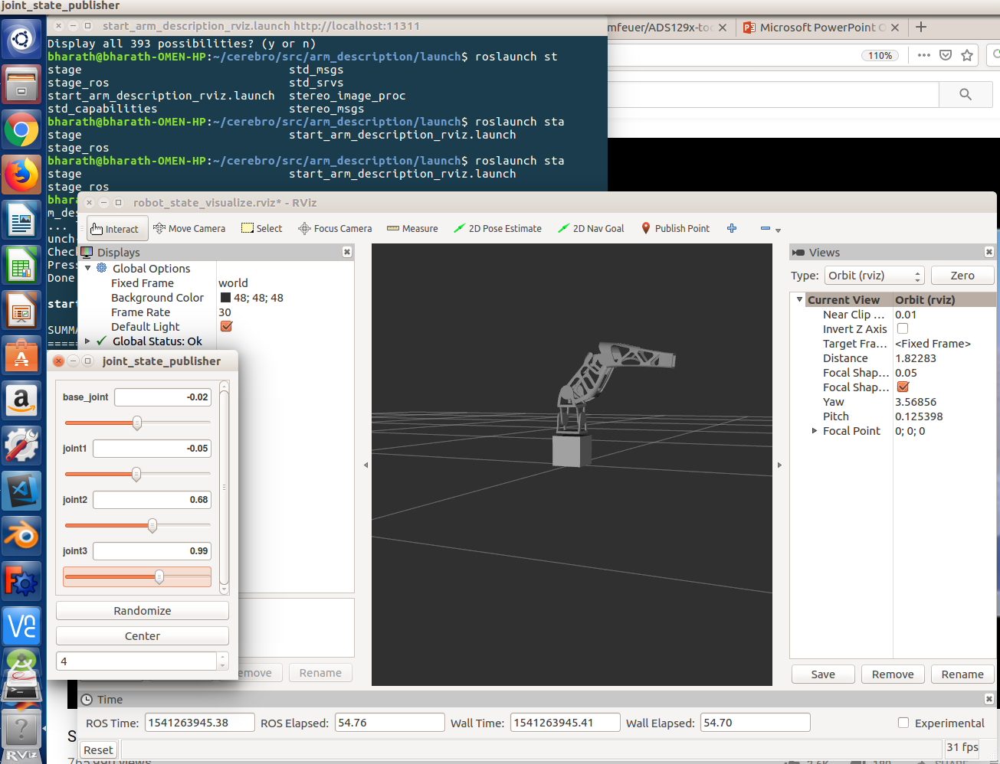 joint_state_publisher
start_arm_description_rviz.launch http://localhost:11311
Display all 393 possibilities? (y or n)
bharath@bharath-OMEN-HP:~/cerebro/src/arm_description/launch$ roslaunch st
stage std_msgs
stage_ros std_srvs
start_arm_description_rviz.launch stereo_image_proc
std_capabilities stereo_msgs
bharath@bharath-OMEN-HP:~/cerebro/src/arm_description/launch$ roslaunch sta
stage start_arm_description_rviz.launch
stage_ros
bharath@bharath-OMEN-HP:~/cerebro/src/arm_description/launch$ roslaunch sta
stage start_arm_description_rviz.launch
stage_ros
mfeuer/ADS129x-too
Microsoft PowerPoint O
110%
robot_state_visualize.rviz* - RViz
Interact Move Camera Select Focus Camera Measure 2D Pose Estimate 2D Nav Goal Publish Point
bhara
m_des
...
unch
Chec
Press
Done
start
SUMMA
====
Displays
Global Options
Fixed Frame world
Background Color 48; 48; 48
Frame Rate 30
Default Light
Global Status: Ok
joint_state_publisher
base_joint -0.02
joint1 -0.05
joint2 0.68
joint3 0.99
Randomize
Center
4
emove Rename
Views
Type: Orbit (rviz) Zero
Current View Orbit (rviz)
Near Clip ... 0.01
Invert Z Axis
Target Fra... <Fixed Frame>
Distance 1.82283
Focal Shap... 0.05
Focal Shap...
Yaw 3.56856
Pitch 0.125398
Focal Point 0; 0; 0
Save Remove Rename
Time
ROS Time: 1541263945.38 ROS Elapsed: 54.76 Wall Time: 1541263945.41 Wall Elapsed: 54.70 Experimental
Reset 31 fps
S
a
VNC
RViz